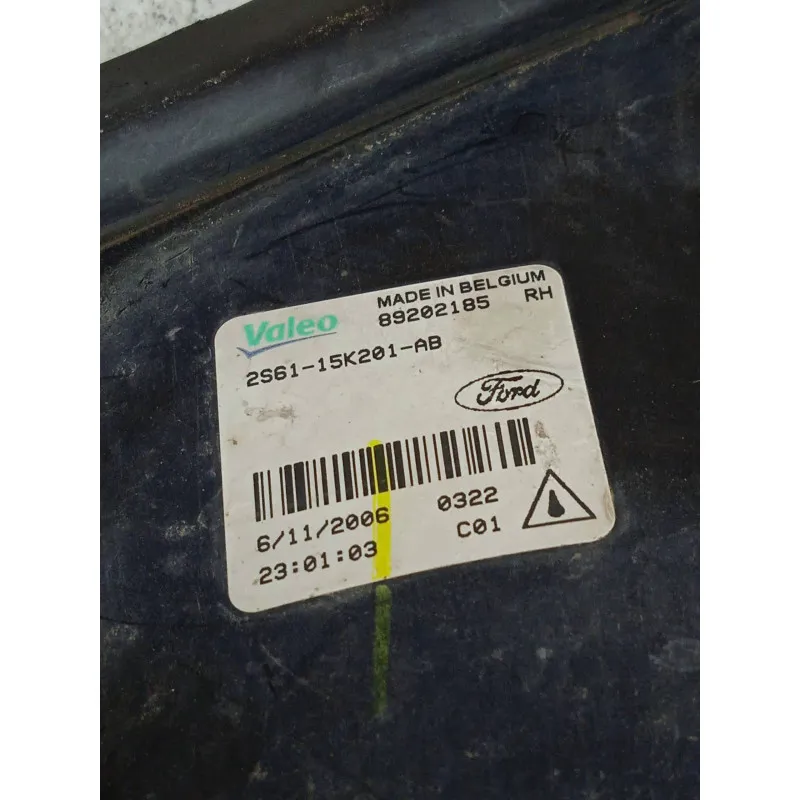 Valeo
MADE IN BELGIUM
89202185 RH
2S61-15K201-AB
Ford
6/11/2006 0322
23:01:03 C01